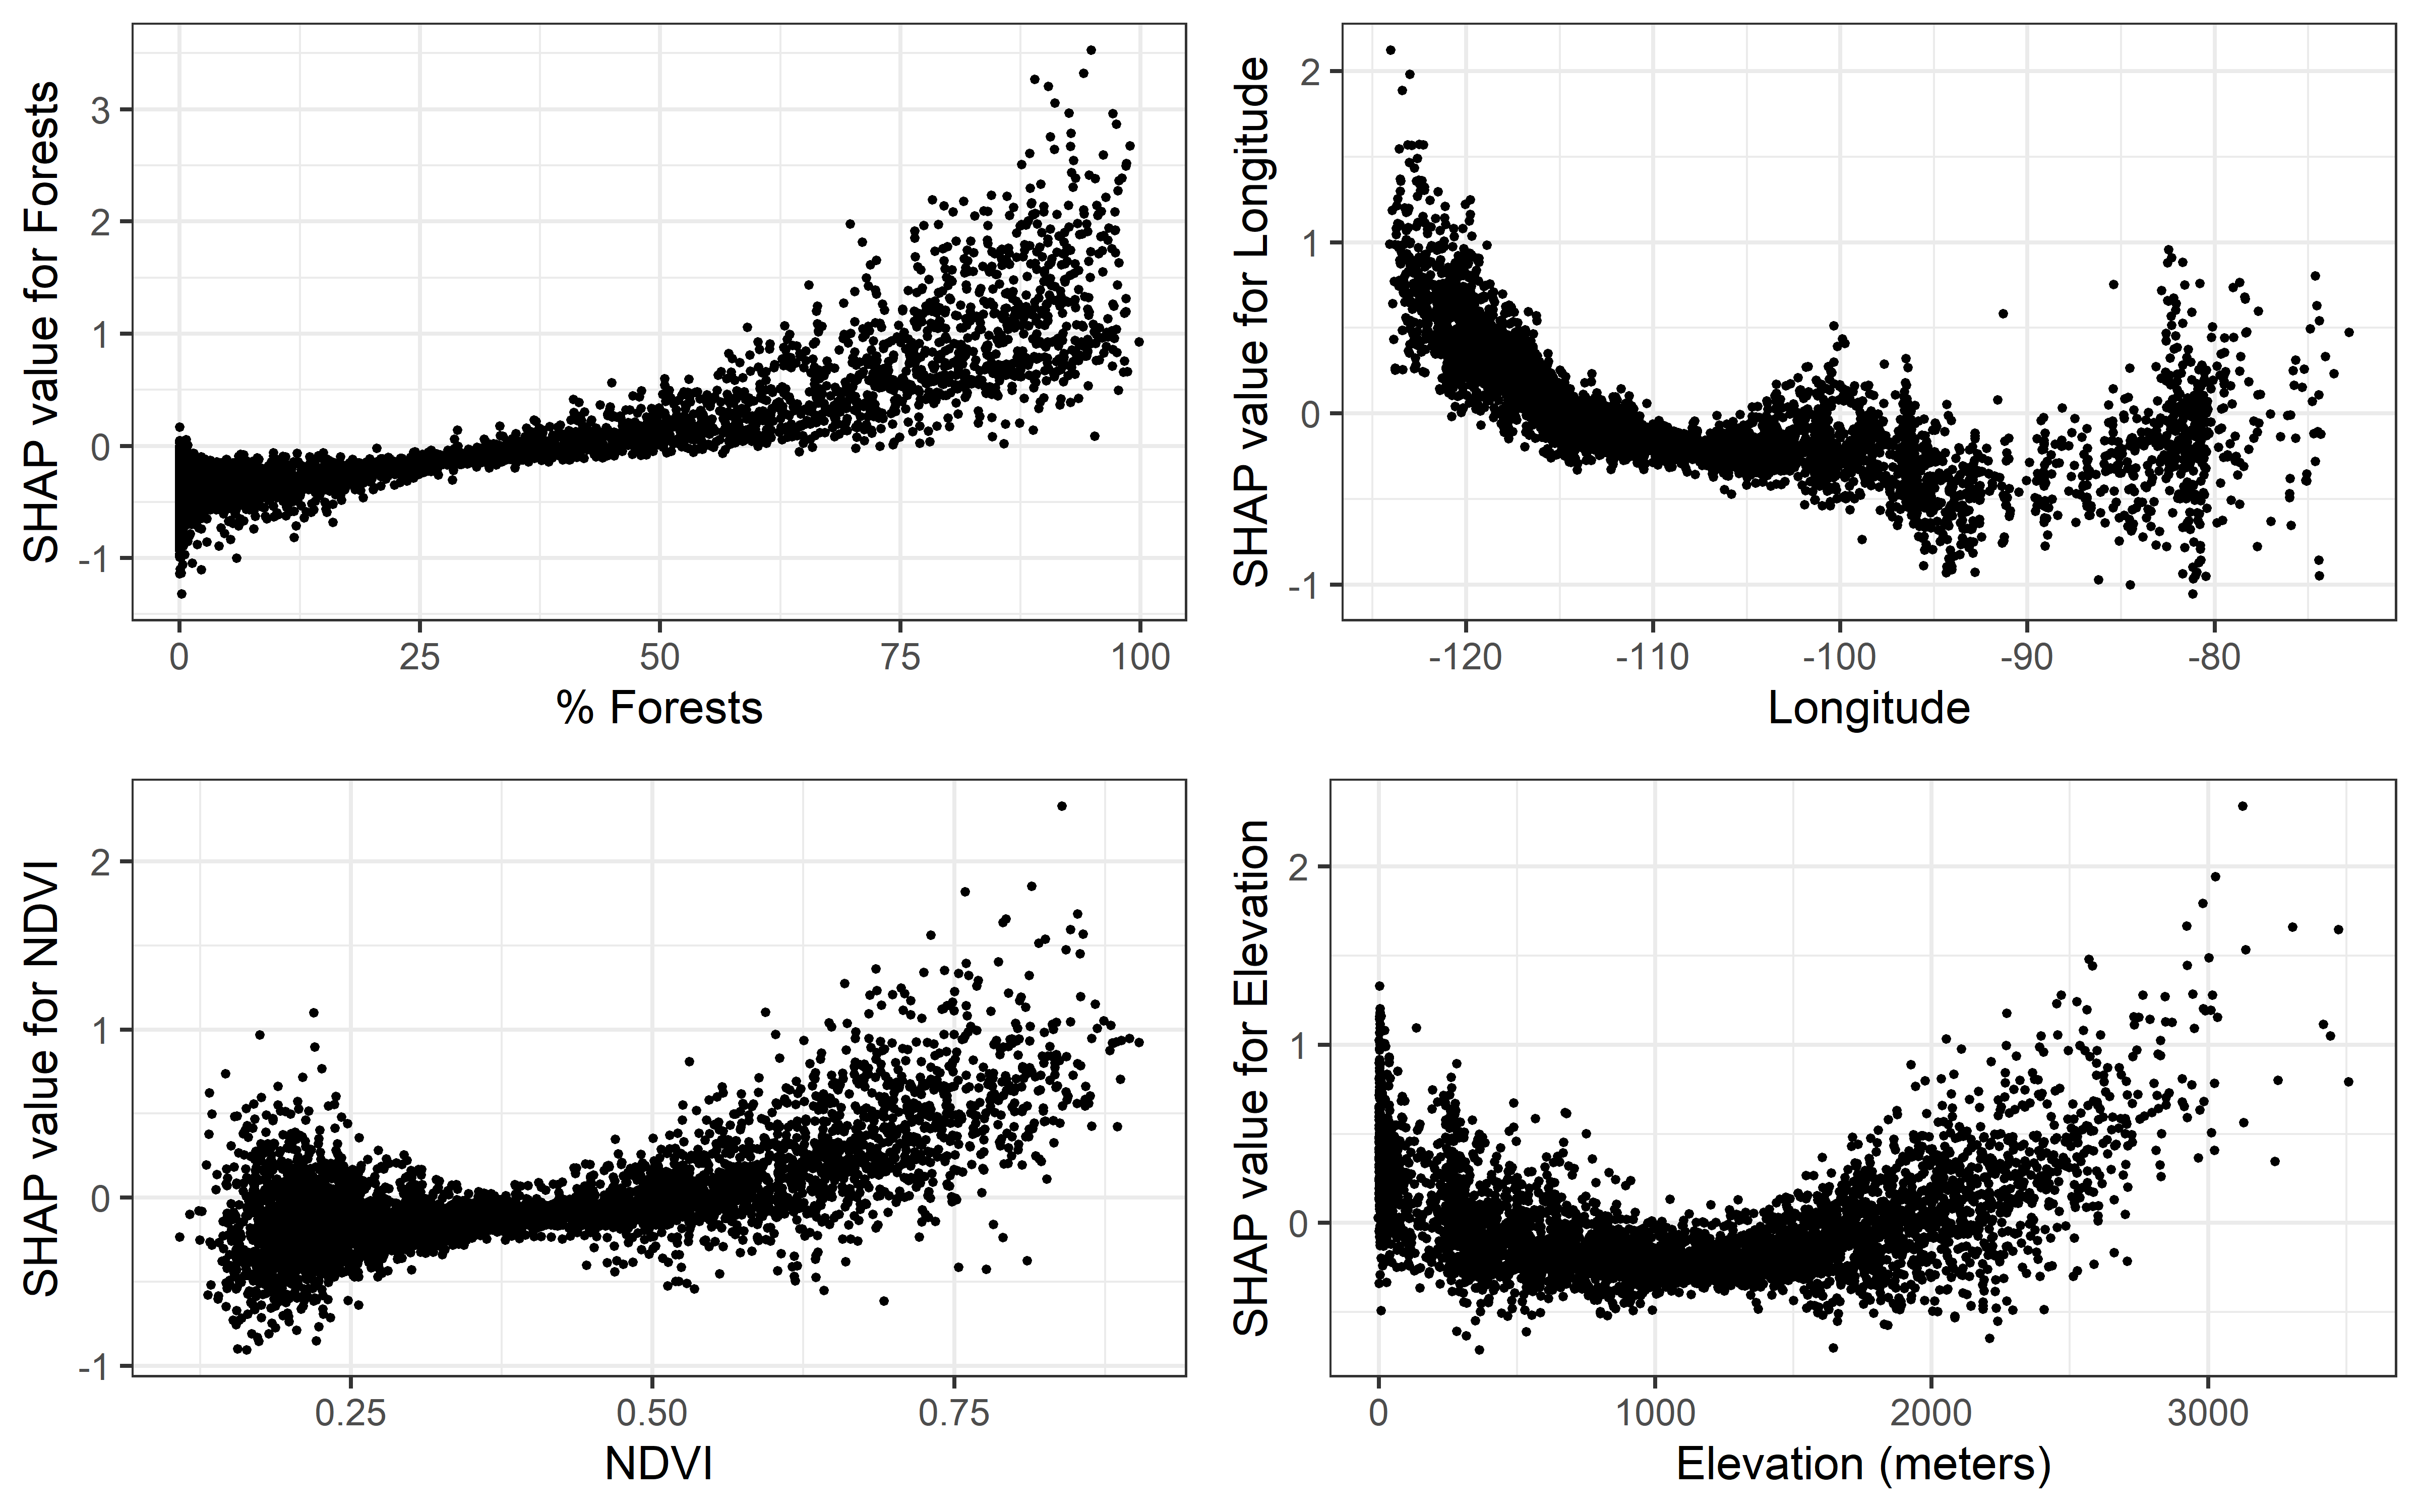 SHAP value for Forests
3
2
1
0
-1
0 25 50 75 100
% Forests
SHAP value for Longitude
2
1
0
-1
-120 -110 -100 -90 -80
Longitude
SHAP value for NDVI
2
1
0
-1
0.25 0.50 0.75
NDVI
SHAP value for Elevation
2
1
0
0 1000 2000 3000
Elevation (meters)